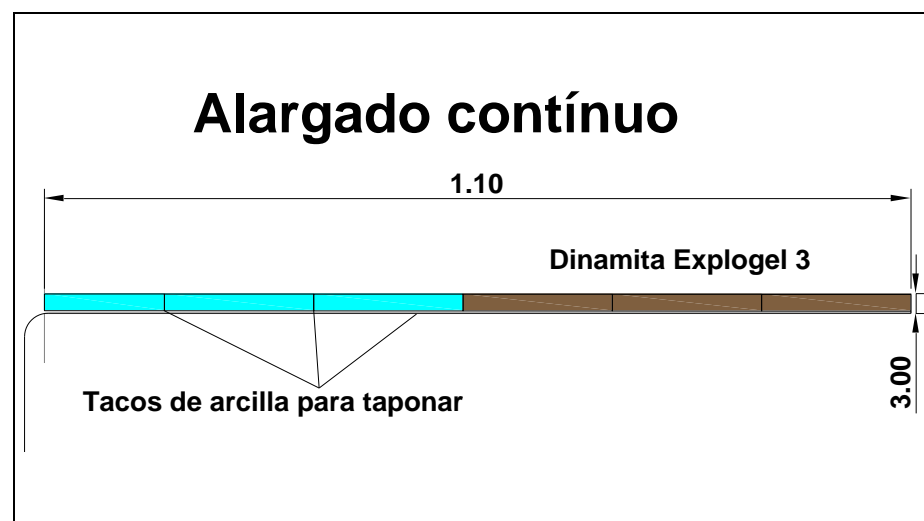 Alargado contínuo
1.10
Dinamita Explogel 3
3.00
Tacos de arcilla para taponar